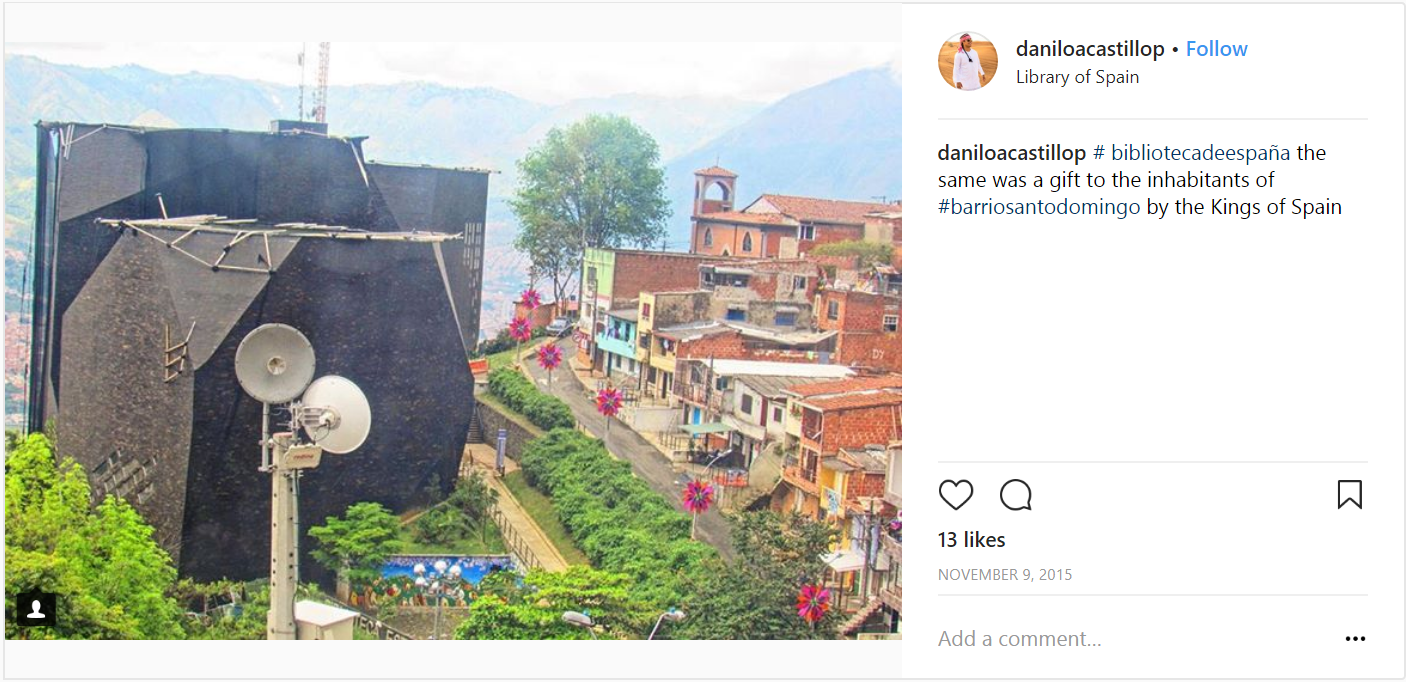 daniloacastillop • Follow
Library of Spain
daniloacastillop # bibliotecadeespaña the
same was a gift to the inhabitants of
#barriosantodomingo by the Kings of Spain
13 likes
NOVEMBER 9, 2015
Add a comment...